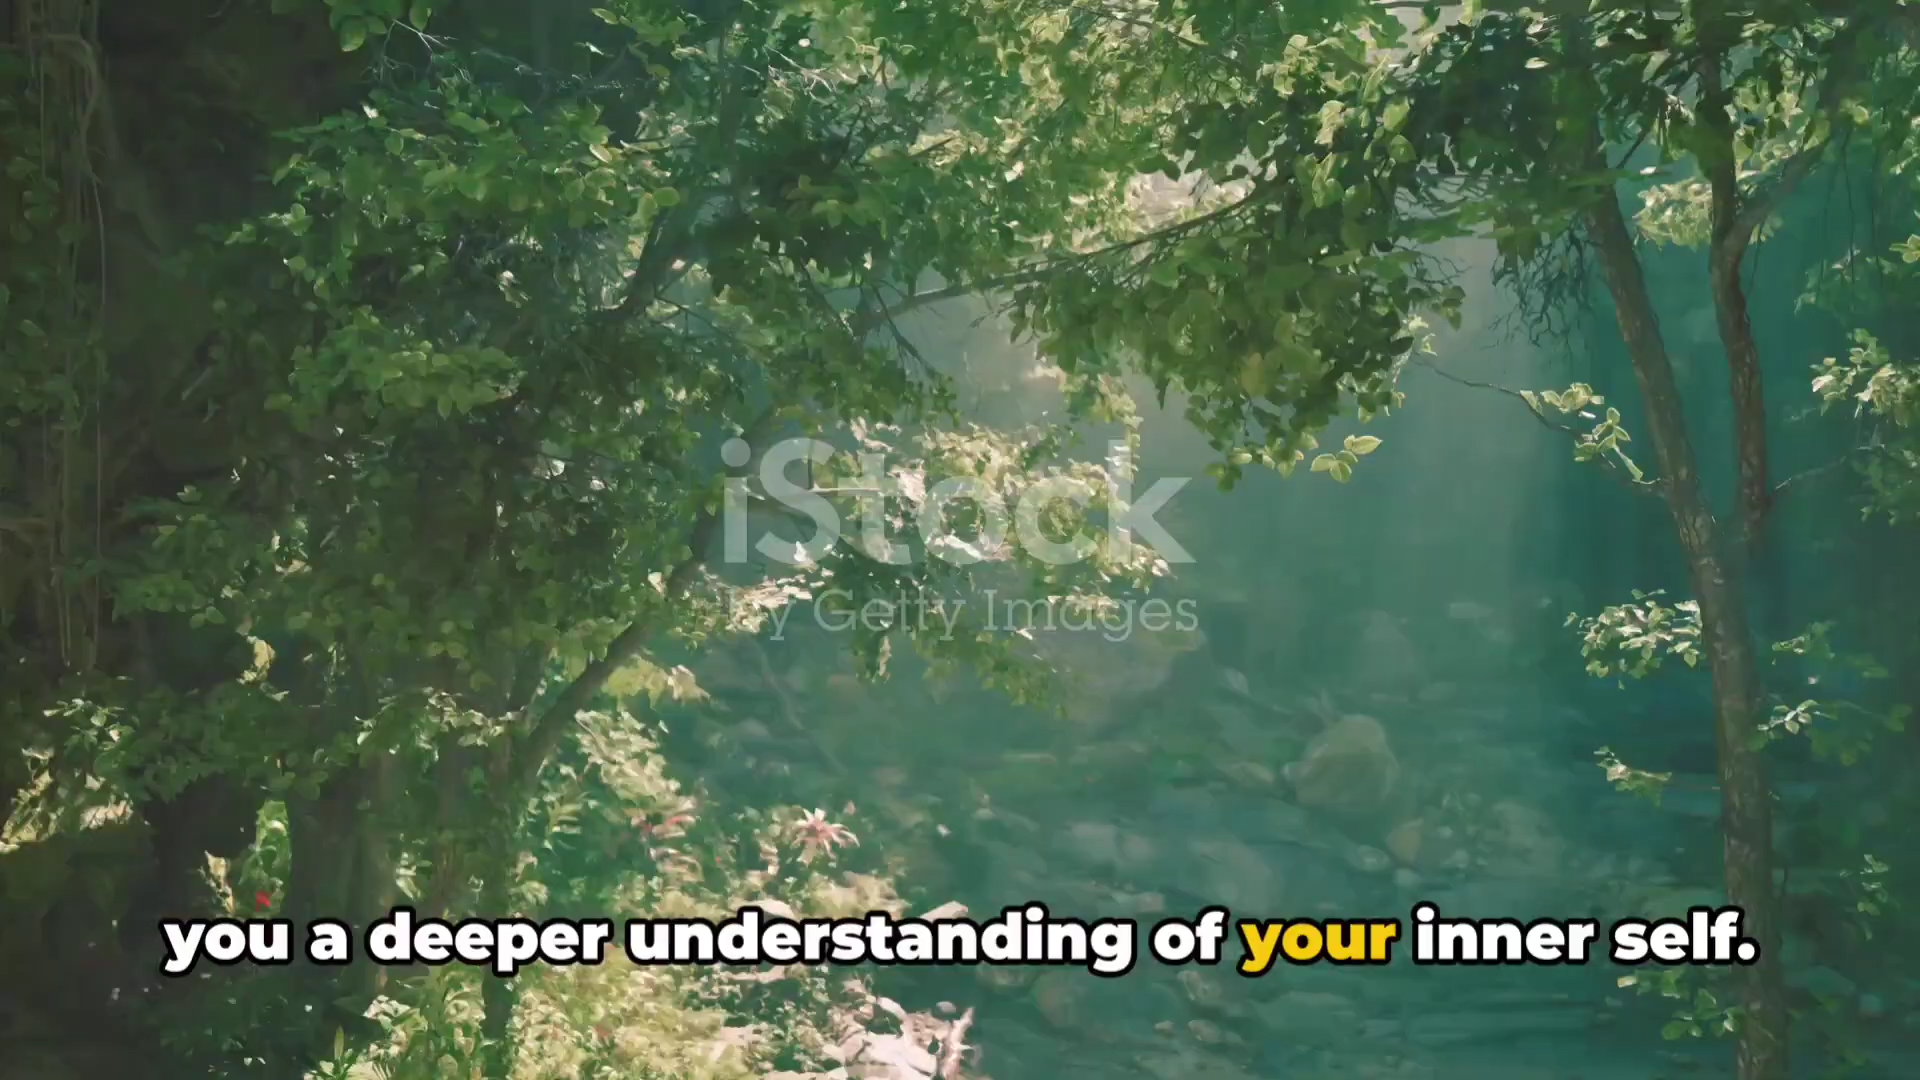 iStock
by Getty Images
you a deeper understanding of your inner self.